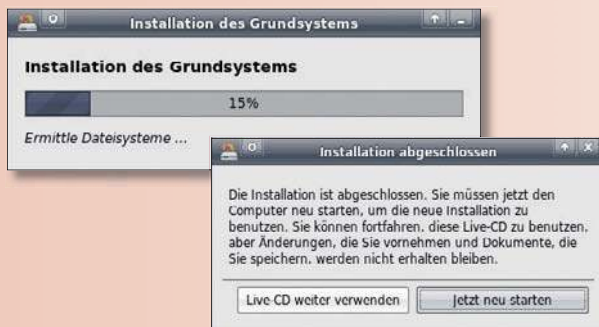 Installation des Grundsystems
Installation des Grundsystems
15%
Ermittle Dateisysteme ...
Installation abgeschlossen
Die Installation ist abgeschlossen. Sie müssen jetzt den
Computer neu starten, um die neue Installation zu
benutzen. Sie können fortfahren, diese Live-CD zu benutzen,
aber Änderungen, die Sie vornehmen und Dokumente, die
Sie speichern, werden nicht erhalten bleiben.
Live-CD weiter verwenden
Jetzt neu starten